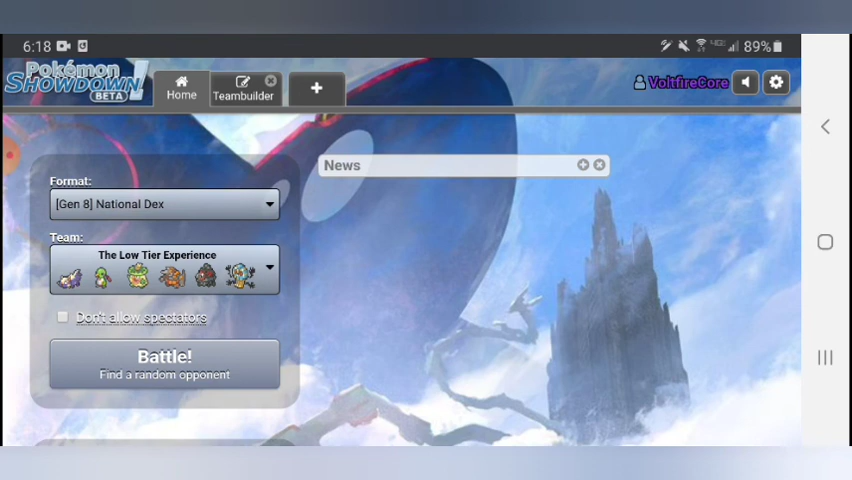 6:18
89%
Pokémon
SHOWDOWN!
BETA
Home
Teambuilder
VoltfireCore
News
Format:
[Gen 8] National Dex
Team:
The Low Tier Experience
Don't allow spectators
Battle!
Find a random opponent